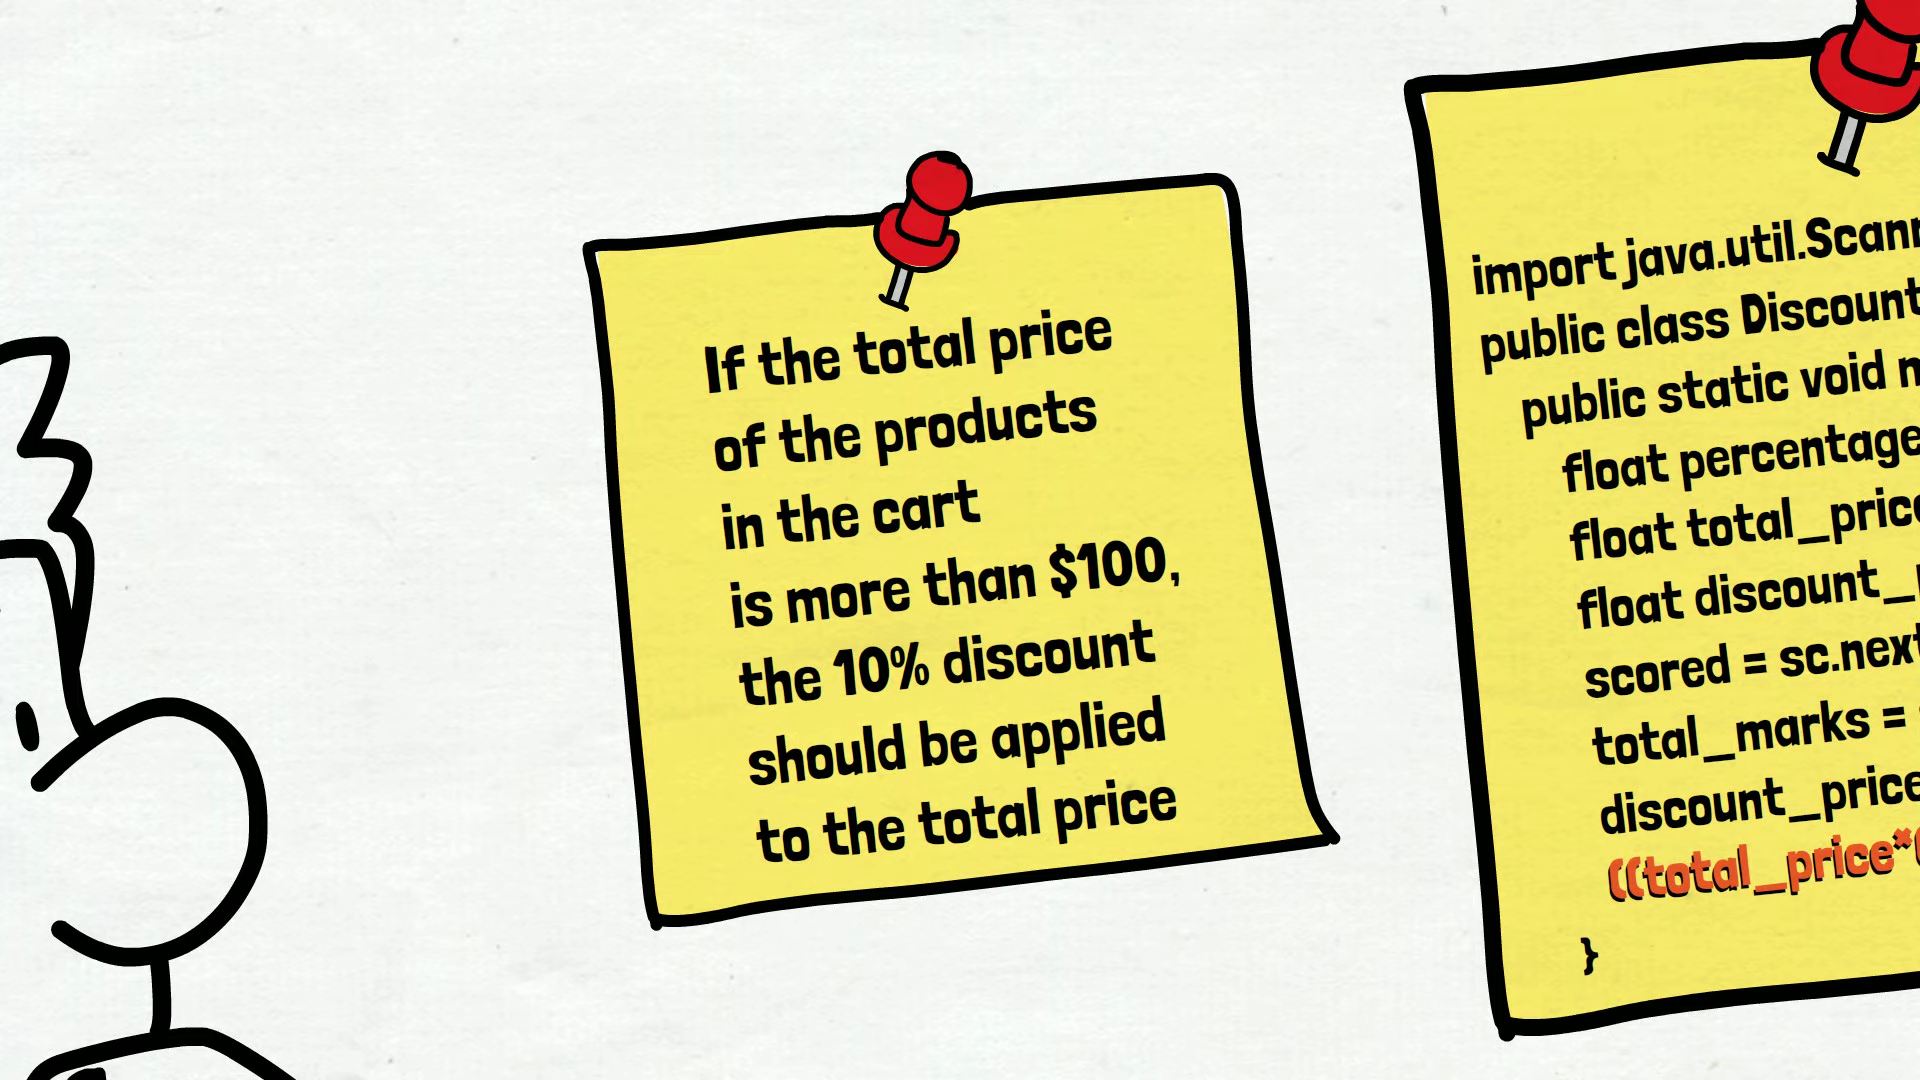 If the total price
of the products
in the cart
is more than $100,
the 10% discount
should be applied
to the total price
import java.util.Scann
public class Discount
public static void
float percentage
float total_price
float discount_
scored = sc.next
total_marks =
discount_price
((total_price*
}